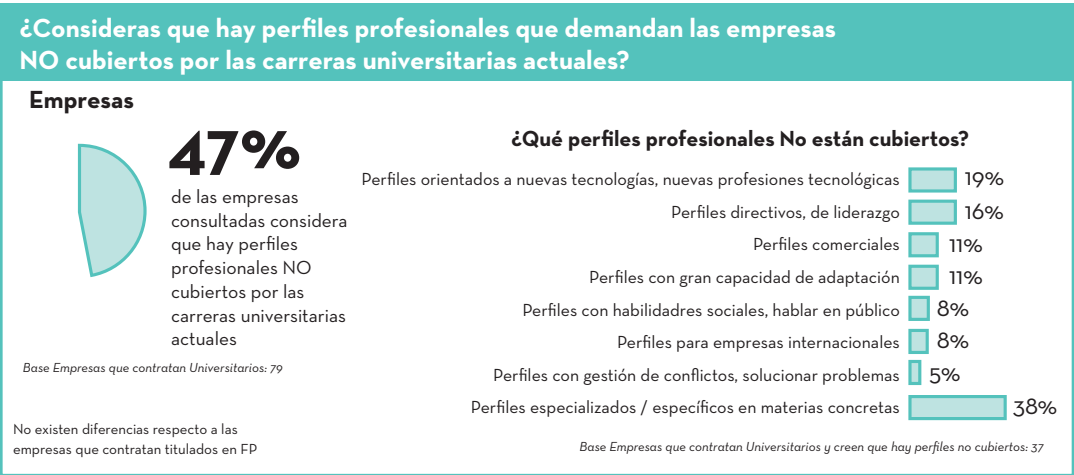 ¿Consideras que hay perfiles profesionales que demandan las empresas
NO cubiertos por las carreras universitarias actuales?
Empresas
47%
de las empresas
consultadas considera
que hay perfiles
profesionales NO
cubiertos por las
carreras universitarias
actuales
Base Empresas que contratan Universitarios: 79
No existen diferencias respecto a las
empresas que contratan titulados en FP
¿Qué perfiles profesionales No están cubiertos?
Perfiles orientados a nuevas tecnologías, nuevas profesiones tecnológicas 19%
Perfiles directivos, de liderazgo 16%
Perfiles comerciales 11%
Perfiles con gran capacidad de adaptación 11%
Perfiles con habilidadres sociales, hablar en público 8%
Perfiles para empresas internacionales 8%
Perfiles con gestión de conflictos, solucionar problemas 5%
Perfiles especializados / específicos en materias concretas 38%
Base Empresas que contratan Universitarios y creen que hay perfiles no cubiertos: 37